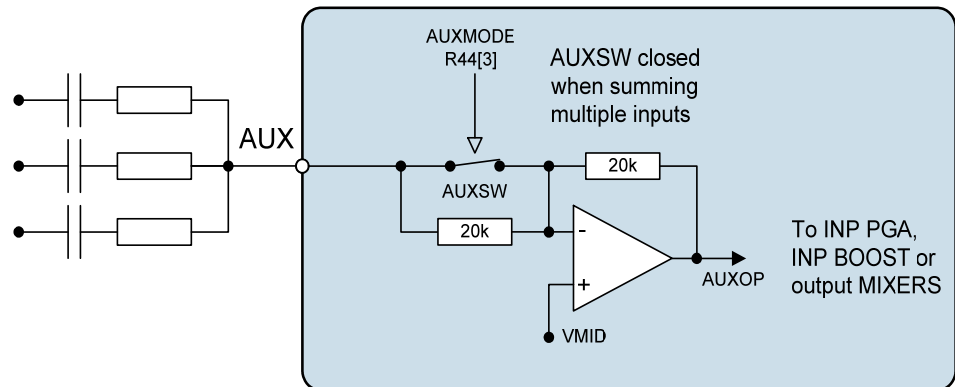 AUXMODE
R44[3]
AUXSW closed
when summing
multiple inputs
AUX
AUXSW
20k
20k
-
+
AUXOP
VMID
To INP PGA,
INP BOOST or
output MIXERS